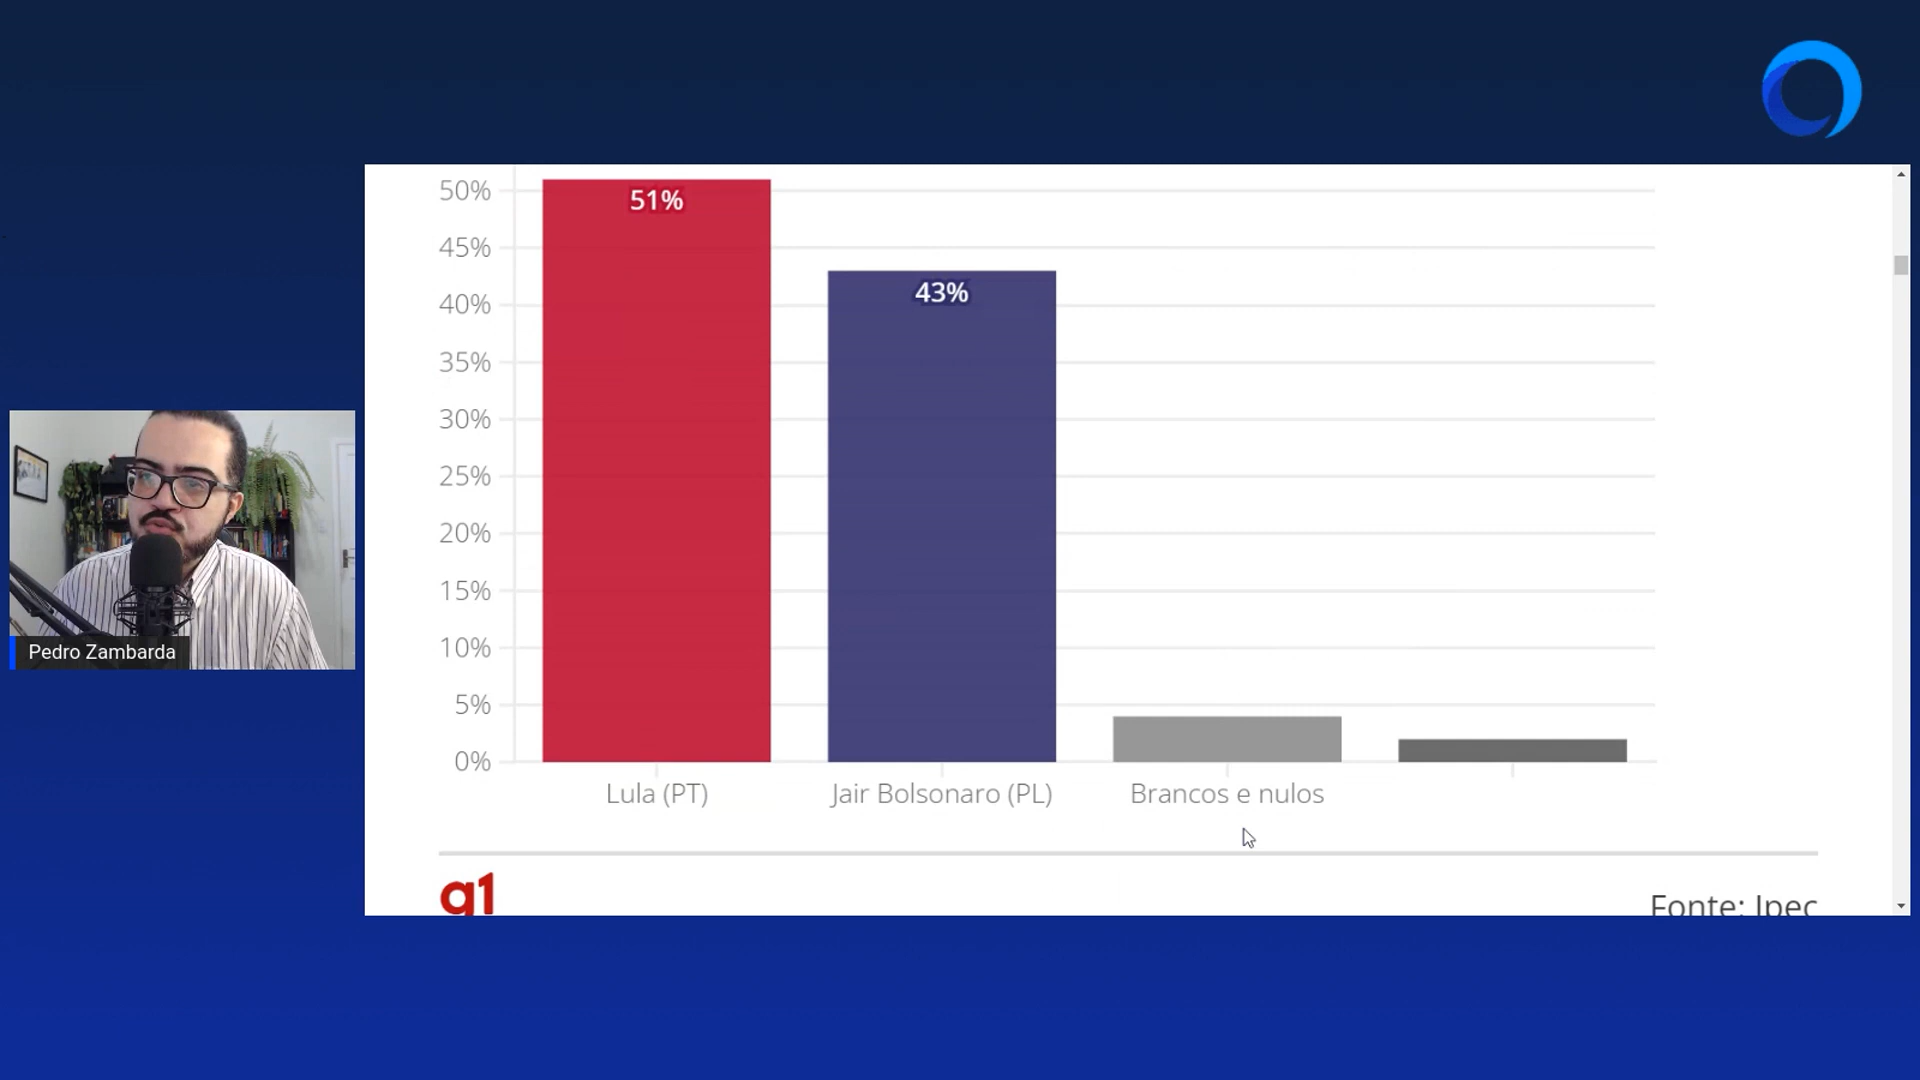 50%
45%
40%
35%
30%
25%
20%
15%
10%
5%
0%
51%
43%
Lula (PT)
Jair Bolsonaro (PL)
Brancos e nulos
g1
Fonte: Ipec
Pedro Zambarda